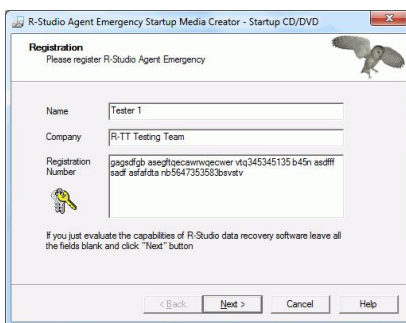 R-Studio Agent Emergency Startup Media Creator - Startup CD/DVD
Registration
Please register R-Studio Agent Emergency
Name
Tester 1
Company
R-TT Testing Team
Registration
Number
gagsdfgb asegftqecawrwqecwer vtq345345135 b45n asdfff
sadf asfafdta nb5647353583bsvstv
If you just evaluate the capabilities of R-Studio data recovery software leave all
the fields blank and click "Next" button
< Back
Next >
Cancel
Help